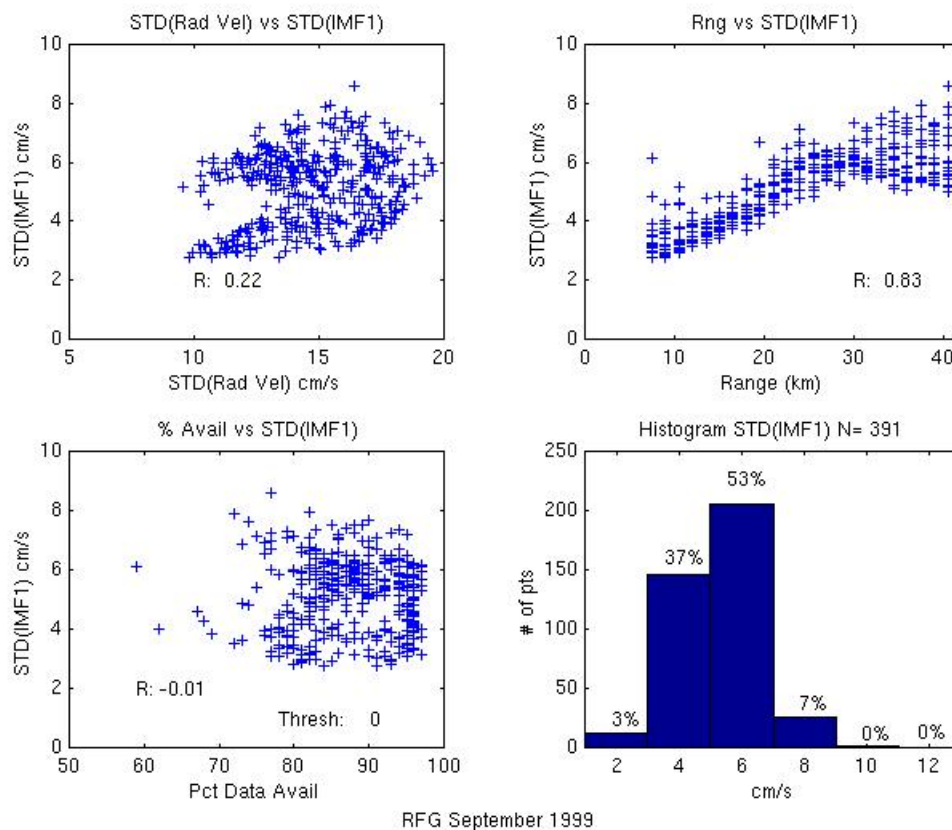 STD(Rad Vel) vs STD(IMF1)
10
8
6
4
2
0
STD(IMF1) cm/s
R: 0.22
5 10 15 20
STD(Rad Vel) cm/s
Rng vs STD(IMF1)
10
8
6
4
2
0
STD(IMF1) cm/s
R: 0.83
0 10 20 30 40
Range (km)
% Avail vs STD(IMF1)
10
8
6
4
2
0
STD(IMF1) cm/s
R: -0.01
Thresh: 0
50 60 70 80 90 100
Pct Data Avail
Histogram STD(IMF1) N= 391
250
200
150
100
50
0
# of pts
3%
37%
53%
7%
0%
0%
2 4 6 8 10 12
cm/s
RFG September 1999